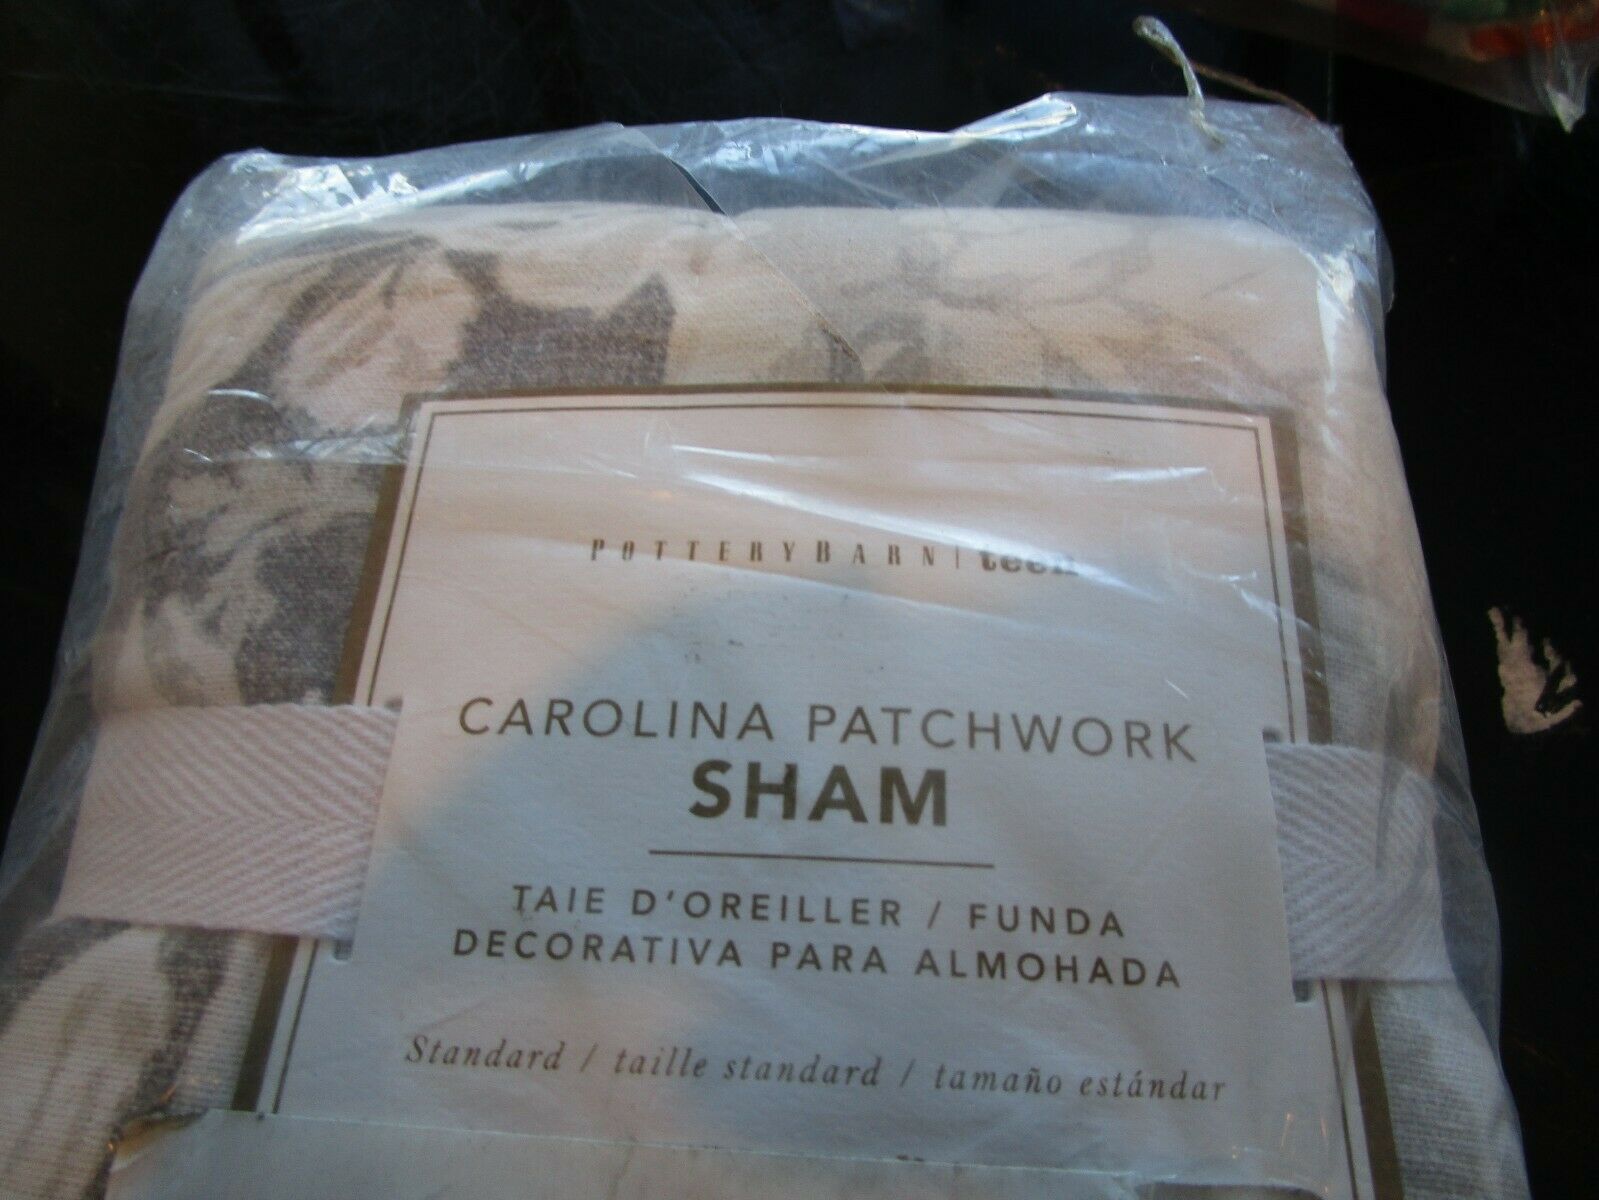 POTTERYBARN | teen
CAROLINA PATCHWORK
SHAM
TAIE D'OREILLER / FUNDA
DECORATIVA PARA ALMOHADA
Standard / taille standard / tamaño estándar